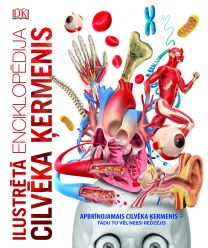 DK
ILUSTRĒTĀ ENCIKLOPĒDIJA
CILVĒKA ĶERMENIS
APBRĪNOJAMAIS CILVĒKA ĶERMENIS –
TĀDU TO VĒL NEESI REDZĒJIS